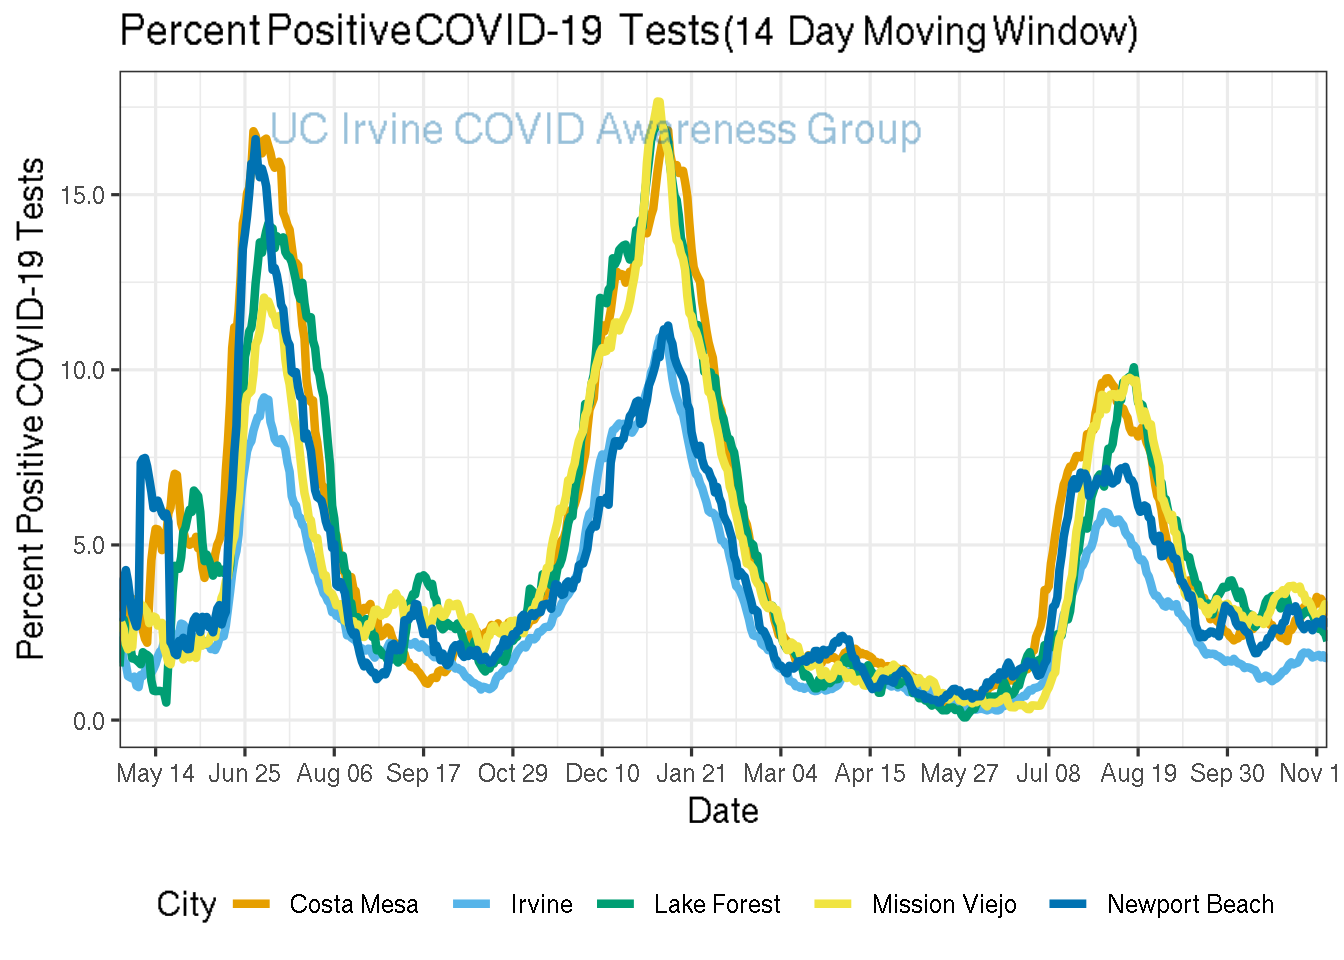 Percent Positive COVID-19 Tests (14 Day Moving Window)
UC Irvine COVID Awareness Group
Percent Positive COVID-19 Tests
15.0
10.0
5.0
0.0
May 14 Jun 25 Aug 06 Sep 17 Oct 29 Dec 10 Jan 21 Mar 04 Apr 15 May 27 Jul 08 Aug 19 Sep 30 Nov 1
Date
City Costa Mesa Irvine Lake Forest Mission Viejo Newport Beach